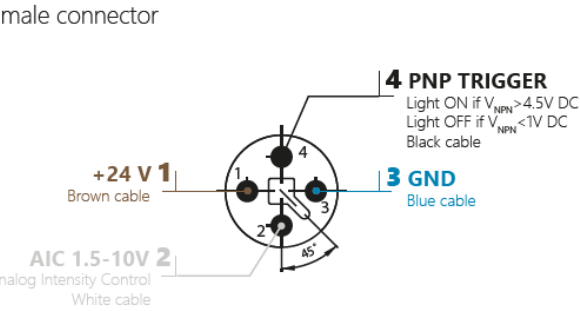 male connector
4 PNP TRIGGER
Light ON if VNPN>4.5V DC
Light OFF if VNPN<1V DC
Black cable
+24 V 1
Brown cable
3 GND
Blue cable
AIC 1.5-10V 2
nalog Intensity Control
White cable
1
4
3
2
45°